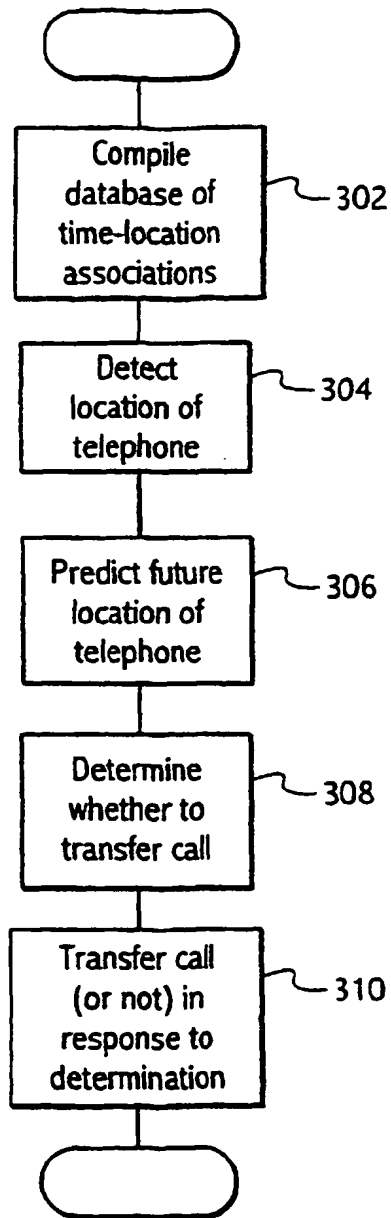 Compile
database of
time-location
associations
302
Detect
location of
telephone
304
Predict future
location of
telephone
306
Determine
whether to
transfer call
308
Transfer call
(or not) in
response to
determination
310